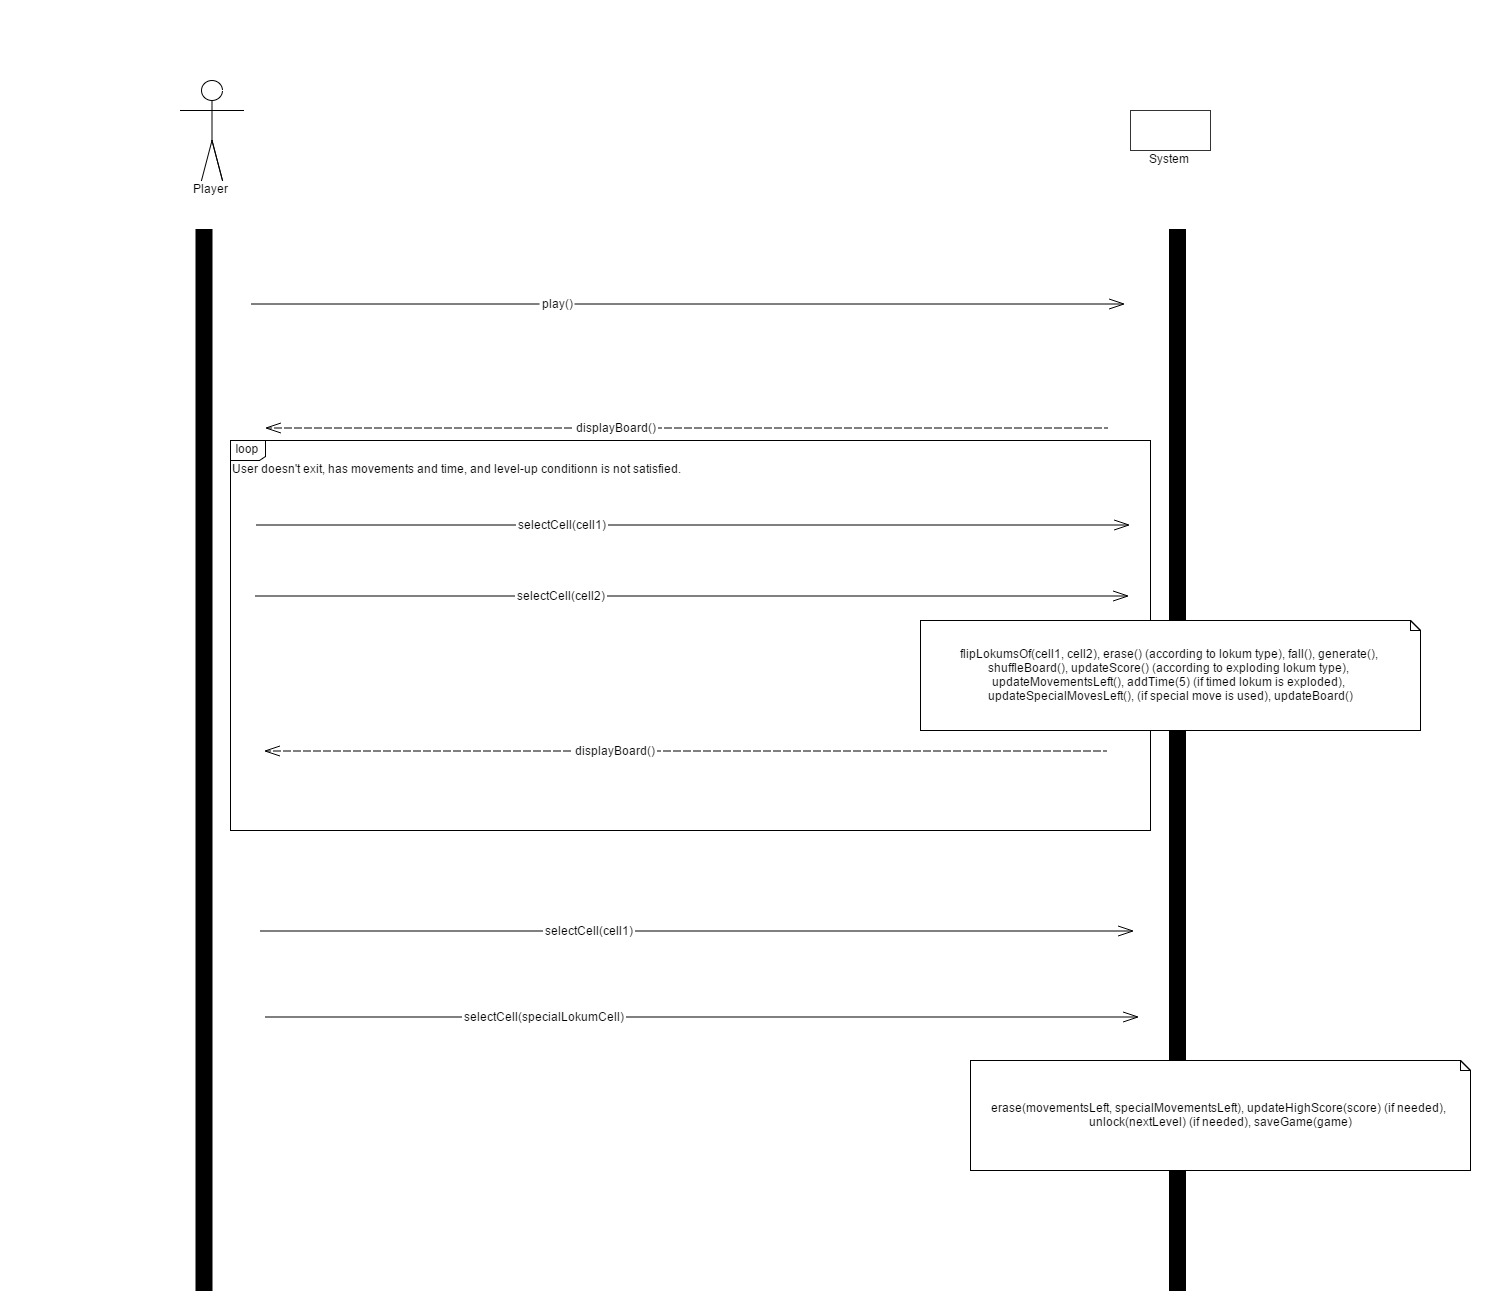 Player
System
play()
displayBoard()
loop
User doesn't exit, has movements and time, and level-up conditionn is not satisfied.
selectCell(cell1)
selectCell(cell2)
flipLokumsOf(cell1, cell2), erase() (according to lokum type), fall(), generate(),
shuffleBoard(), updateScore() (according to exploding lokum type),
updateMovementsLeft(), addTime(5) (if timed lokum is exploded),
updateSpecialMovesLeft(), (if special move is used), updateBoard()
displayBoard()
selectCell(cell1)
selectCell(specialLokumCell)
erase(movementsLeft, specialMovementsLeft), updateHighScore(score) (if needed),
unlock(nextLevel) (if needed), saveGame(game)